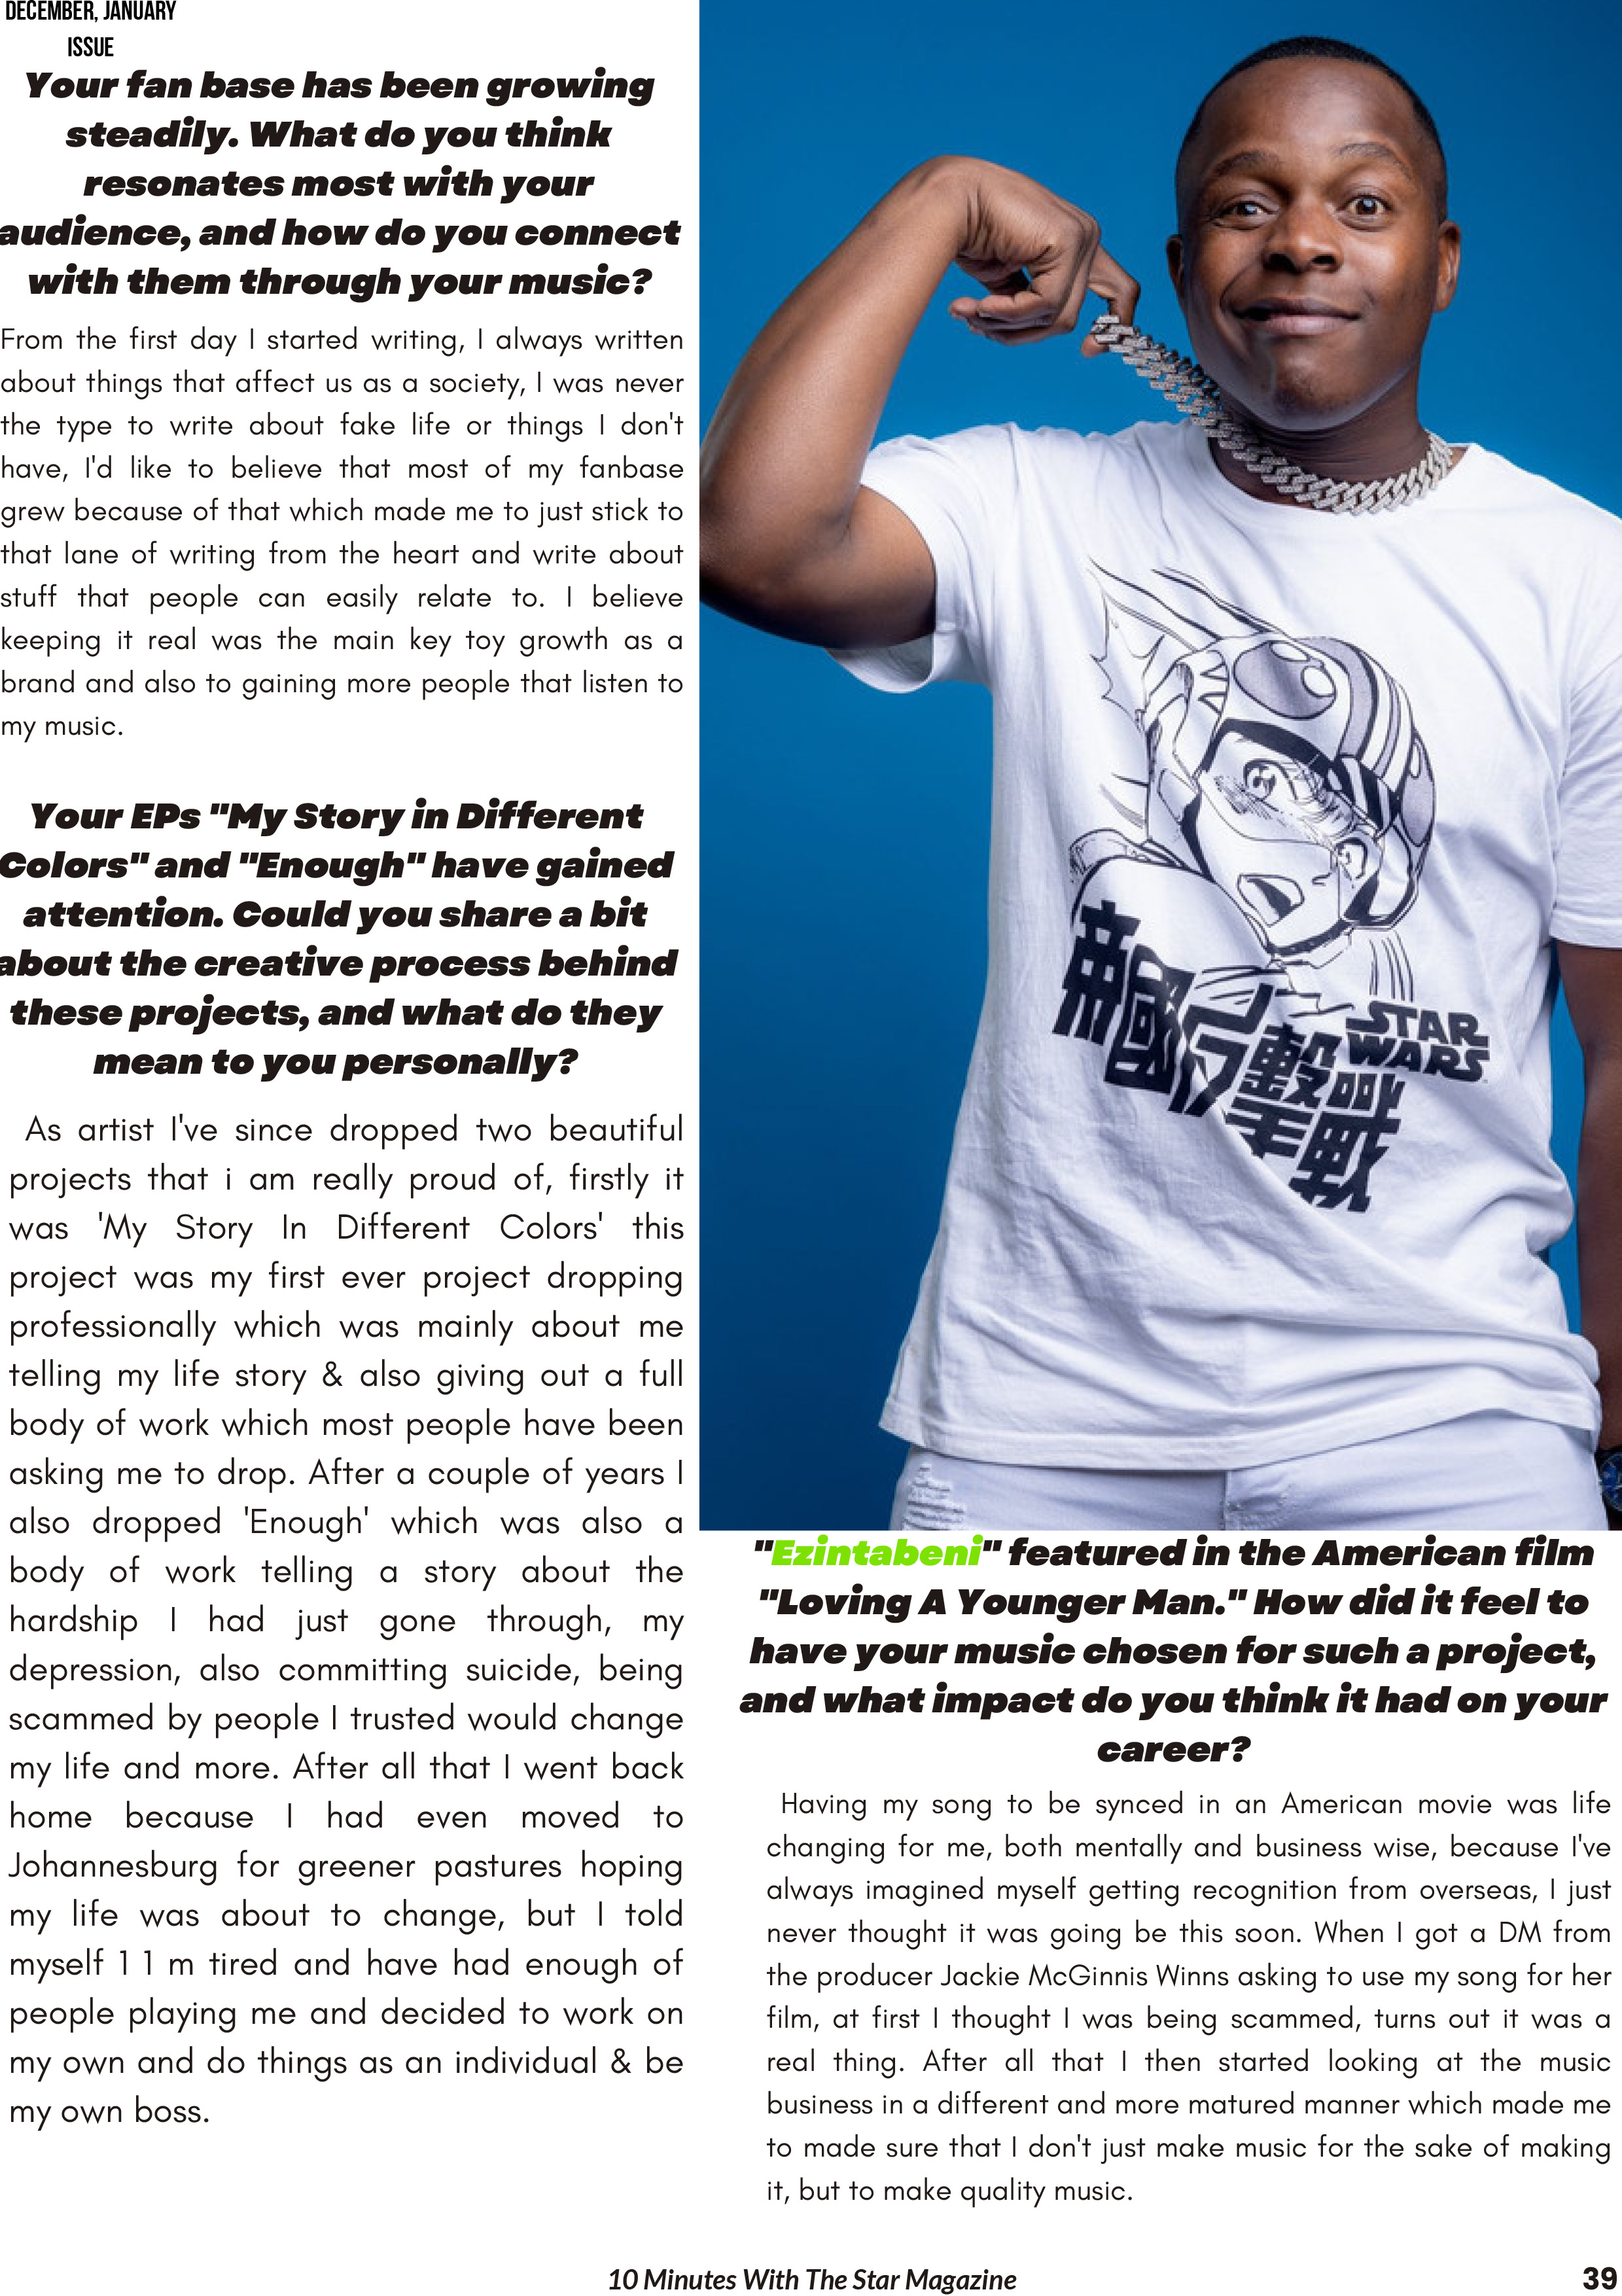 DECEMBER, JANUARY
ISSUE
Your fan base has been growing
steadily. What do you think
resonates most with your
audience, and how do you connect
with them through your music?
From the first day I started writing, I always written
about things that affect us as a society, I was never
the type to write about fake life or things I don't
have, I'd like to believe that most of my fanbase
grew because of that which made me to just stick to
that lane of writing from the heart and write about
stuff that people can easily relate to. I believe
keeping it real was the main key toy growth as a
brand and also to gaining more people that listen to
my music.
Your EPs "My Story in Different
Colors" and "Enough" have gained
attention. Could you share a bit
about the creative process behind
these projects, and what do they
mean to you personally?
As artist I've since dropped two beautiful
projects that i am really proud of, firstly it
was 'My Story In Different Colors' this
project was my first ever project dropping
professionally which was mainly about me
telling my life story & also giving out a full
body of work which most people have been
asking me to drop. After a couple of years I
also dropped 'Enough' which was also a
body of work telling a story about the
hardship I had just gone through, my
depression, also committing suicide, being
scammed by people I trusted would change
my life and more. After all that I went back
home because I had even moved to
Johannesburg for greener pastures hoping
my life was about to change, but I told
myself 1 1 m tired and have had enough of
people playing me and decided to work on
my own and do things as an individual & be
my own boss.
STAR
WARS
帝國反撃戰
"Ezintabeni" featured in the American film
"Loving A Younger Man." How did it feel to
have your music chosen for such a project,
and what impact do you think it had on your
career?
Having my song to be synced in an American movie was life
changing for me, both mentally and business wise, because I've
always imagined myself getting recognition from overseas, I just
never thought it was going be this soon. When I got a DM from
the producer Jackie McGinnis Winns asking to use my song for her
film, at first I thought I was being scammed, turns out it was a
real thing. After all that I then started looking at the music
business in a different and more matured manner which made me
to made sure that I don't just make music for the sake of making
it, but to make quality music.
10 Minutes With The Star Magazine
39